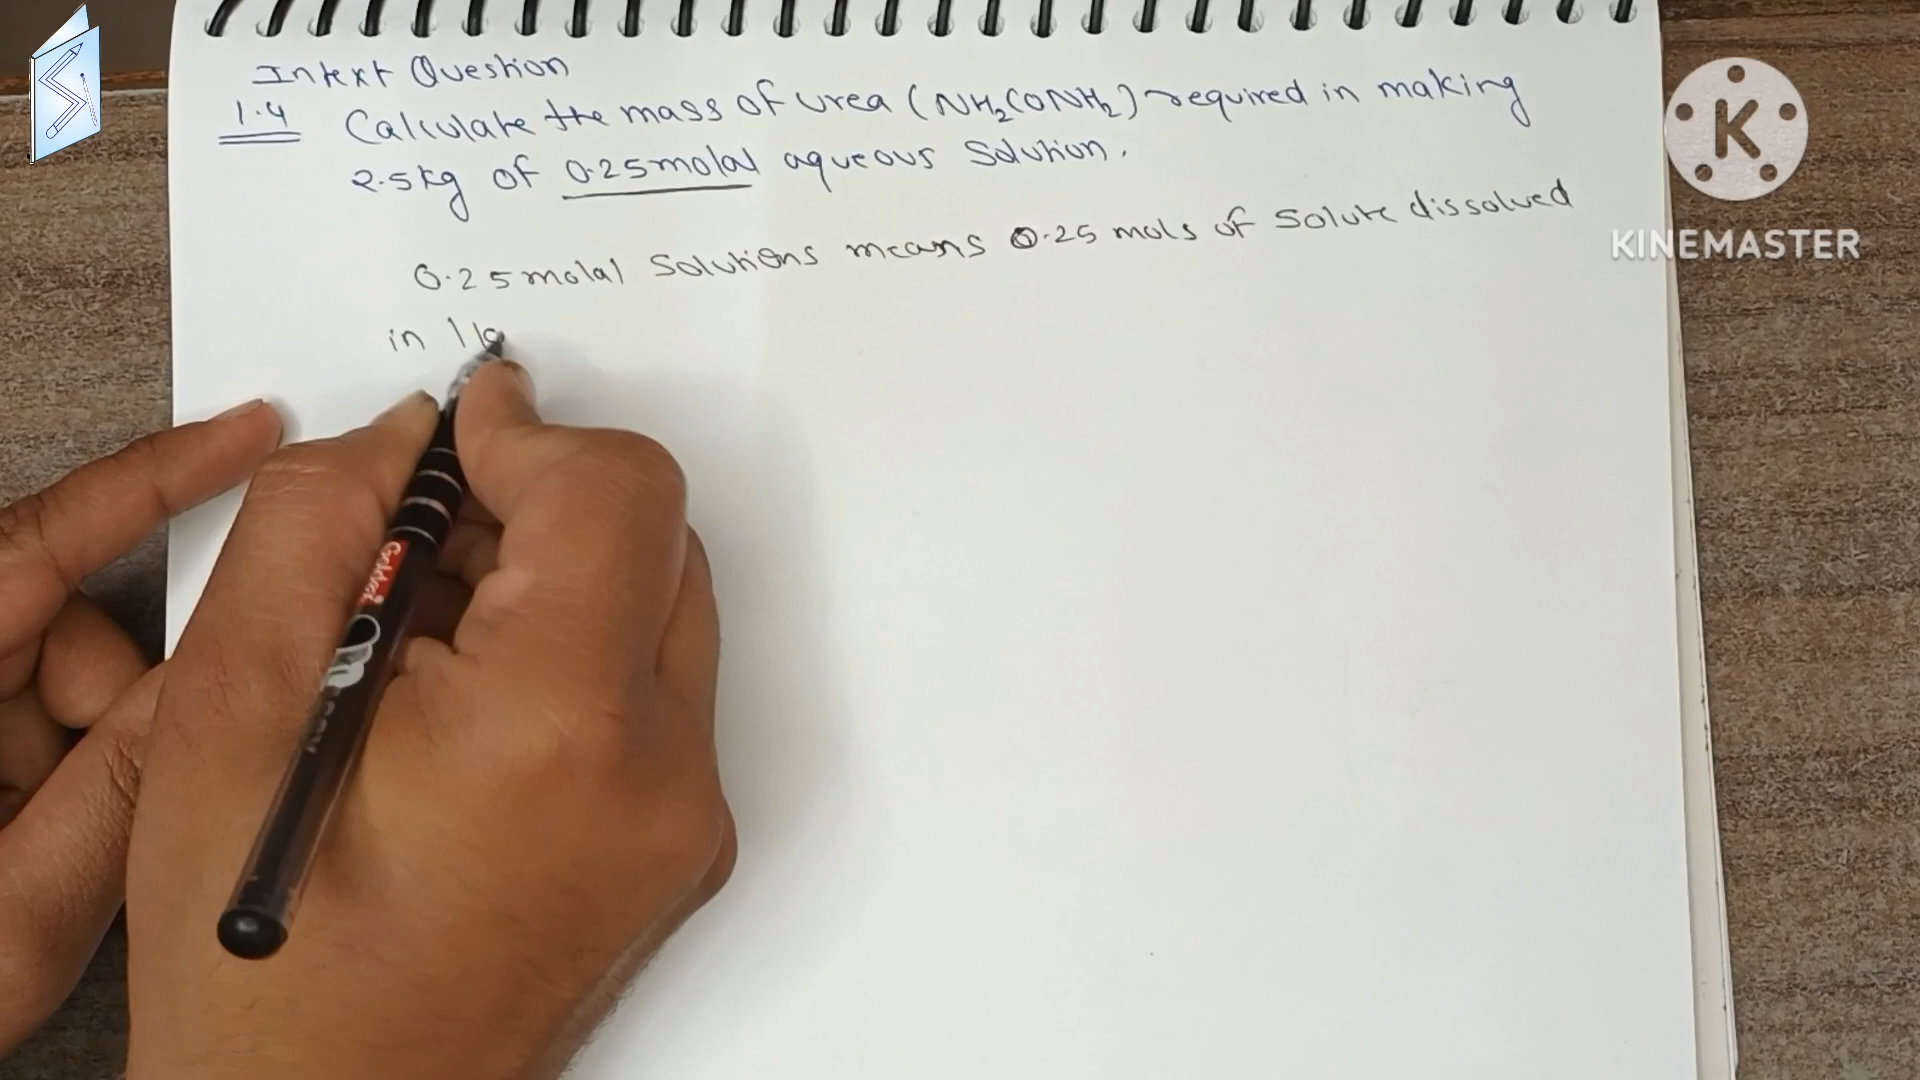 Intext Question
1.4 Calculate the mass of urea (NH₂CONH₂) required in making
2.5kg of 0.25molal aqueous solution.
0.25molal Solutions means 0.25 mols of solute dissolved
in 1
K
KINEMASTER